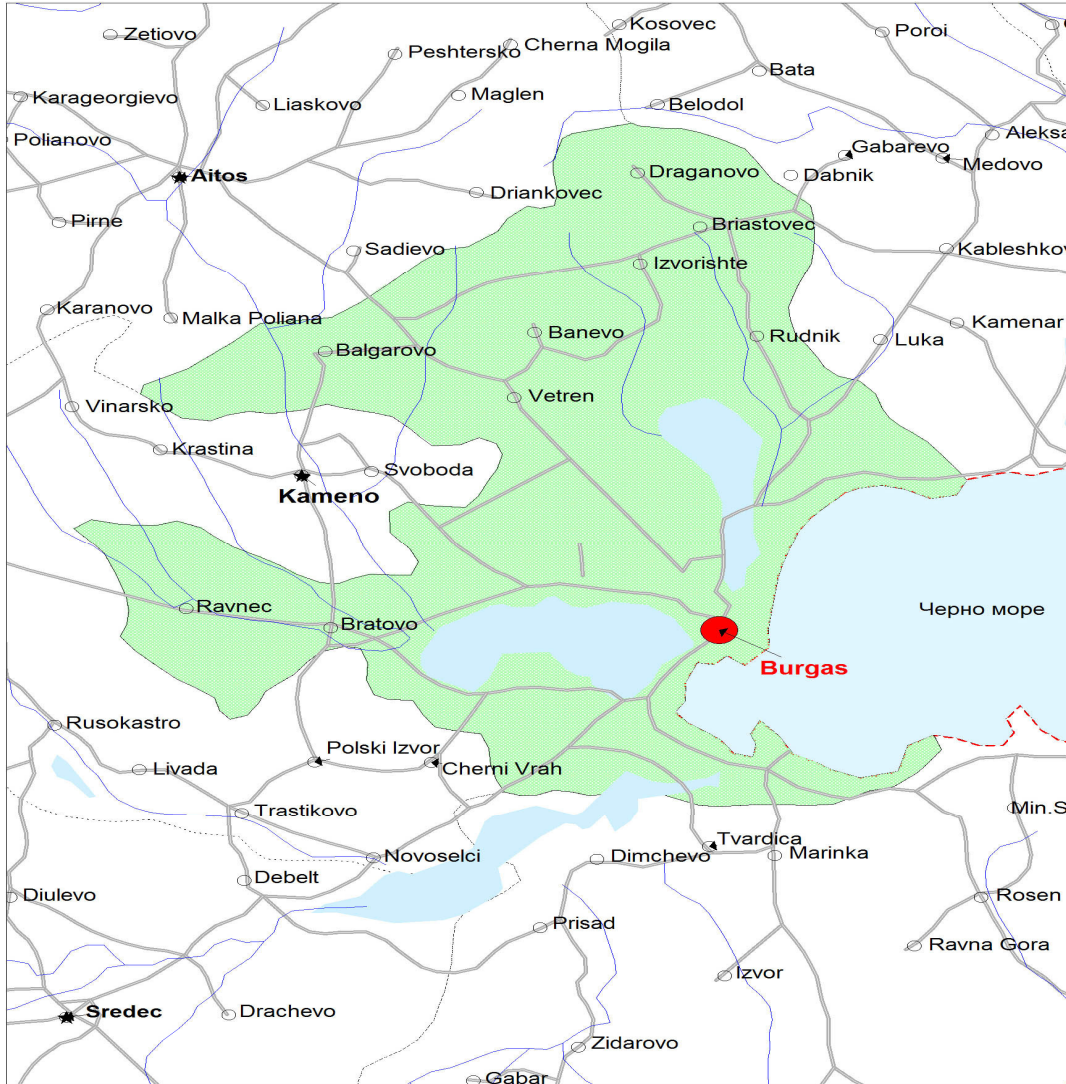 Kosovec
Zetiovo
Poroi
Cherna Mogila
Peshtersko
Bata
Karageorgievo
Liaskovo
Maglen
Belodol
Polianovo
Aleksa
Gabarevo
Medovo
Aitos
Draganovo
Dabnik
Driankovec
Pirne
Briastovec
Sadievo
Kableshkov
Izvorishte
Karanovo
Malka Poliana
Banevo
Kamenar
Rudnik
Luka
Balgarovo
Vetren
Vinarsko
Krastina
Svoboda
Kameno
Ravnec
Черно море
Bratovo
Burgas
Rusokastro
Polski Izvor
Livada
Cherni Vrah
Trastikovo
Min.S
Tvardica
Novoselci
Dimchevo
Marinka
Debelt
Diulevo
Rosen
Prisad
Ravna Gora
Izvor
Sredec
Drachevo
Zidarovo
Gabar